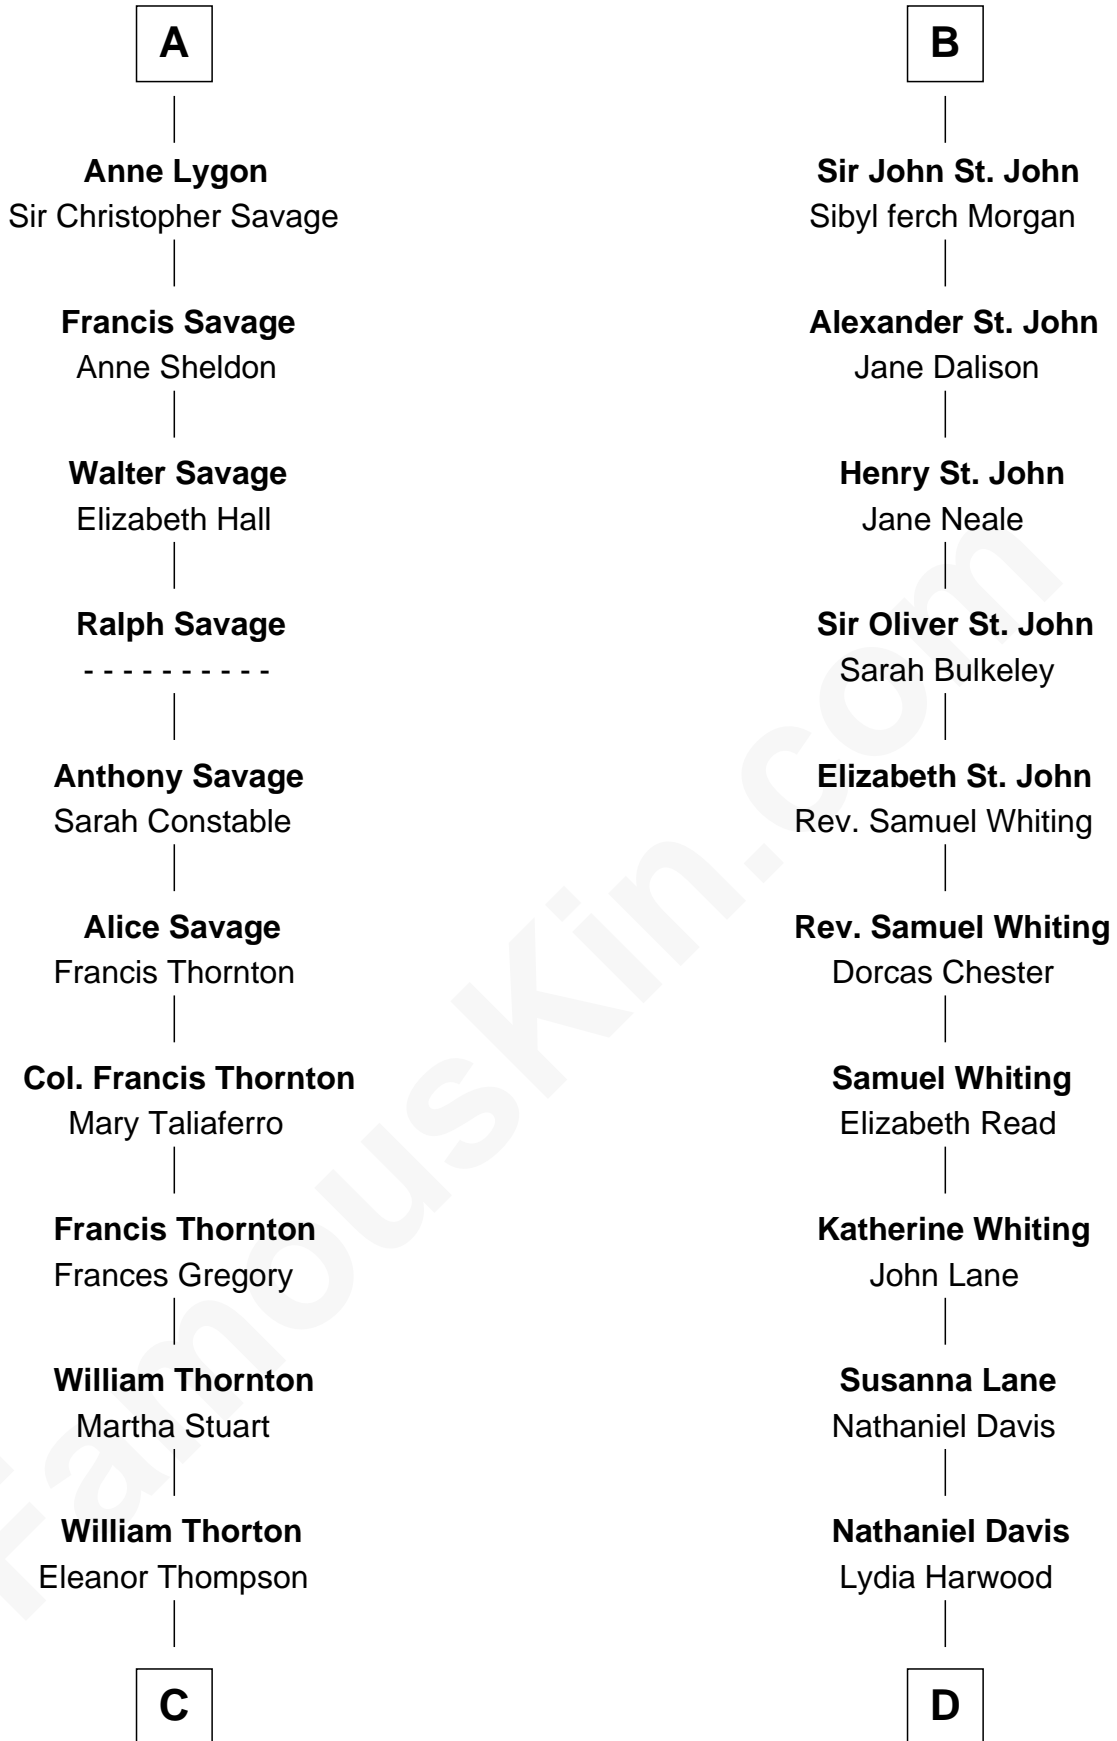 A
Anne Lygon
Sir Christopher Savage
Francis Savage
Anne Sheldon
Walter Savage
Elizabeth Hall
Ralph Savage
- - - - - - - - - -
Anthony Savage
Sarah Constable
Alice Savage
Francis Thornton
Col. Francis Thornton
Mary Taliaferro
Francis Thornton
Frances Gregory
William Thornton
Martha Stuart
William Thorton
Eleanor Thompson
C
B
Sir John St. John
Sibyl ferch Morgan
Alexander St. John
Jane Dalison
Henry St. John
Jane Neale
Sir Oliver St. John
Sarah Bulkeley
Elizabeth St. John
Rev. Samuel Whiting
Rev. Samuel Whiting
Dorcas Chester
Samuel Whiting
Elizabeth Read
Katherine Whiting
John Lane
Susanna Lane
Nathaniel Davis
Nathaniel Davis
Lydia Harwood
D
FamousKin.com